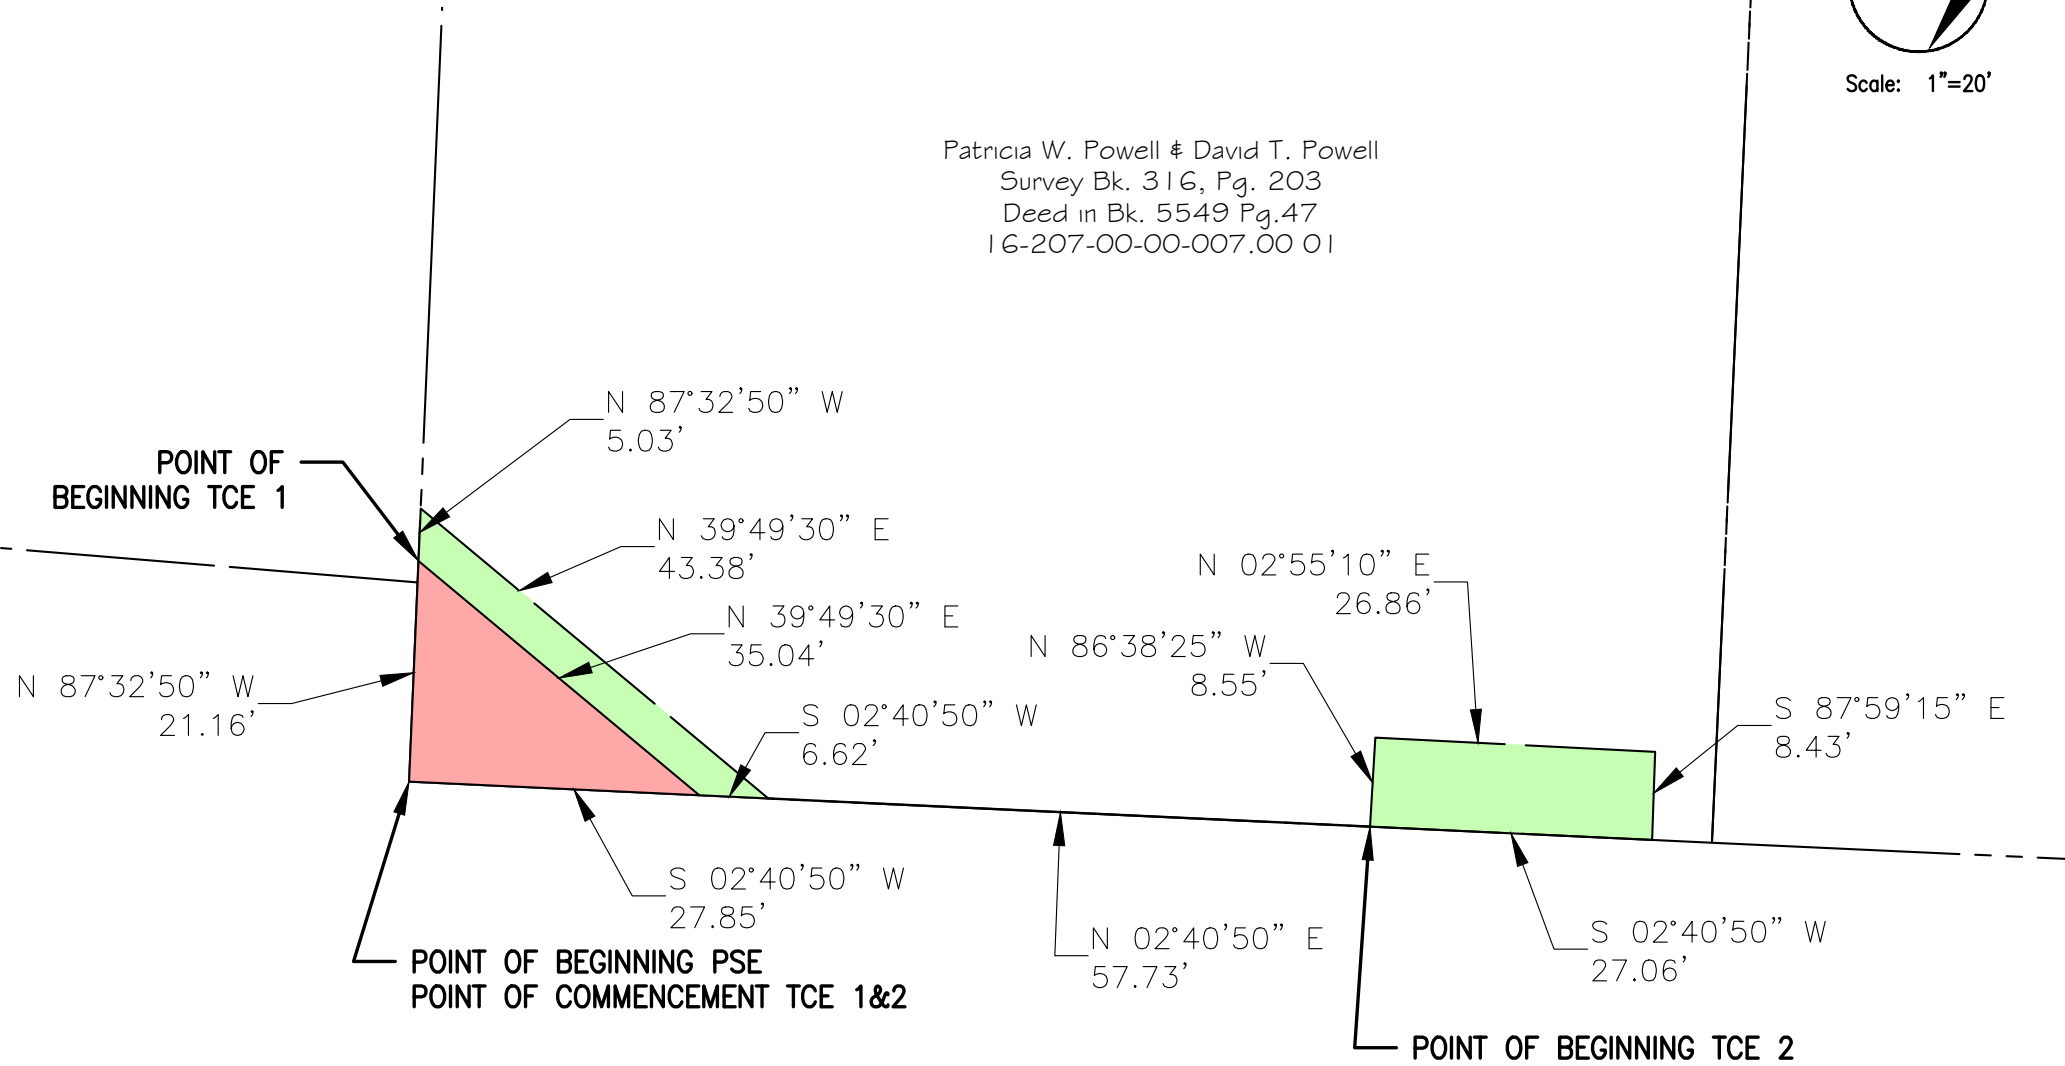 Scale: 1"=20'
Patricia W. Powell & David T. Powell
Survey Bk. 316, Pg. 203
Deed in Bk. 5549 Pg.47
16-207-00-00-007.00 01
N 87°32'50" W
5.03'
POINT OF
BEGINNING TCE 1
N 39°49'30" E
43.38'
N 02°55'10" E
26.86'
N 39°49'30" E
35.04'
N 86°38'25" W
8.55'
N 87°32'50" W
21.16'
S 02°40'50" W
6.62'
S 87°59'15" E
8.43'
S 02°40'50" W
27.85'
N 02°40'50" E
57.73'
S 02°40'50" W
27.06'
POINT OF BEGINNING PSE
POINT OF COMMENCEMENT TCE 1&2
POINT OF BEGINNING TCE 2